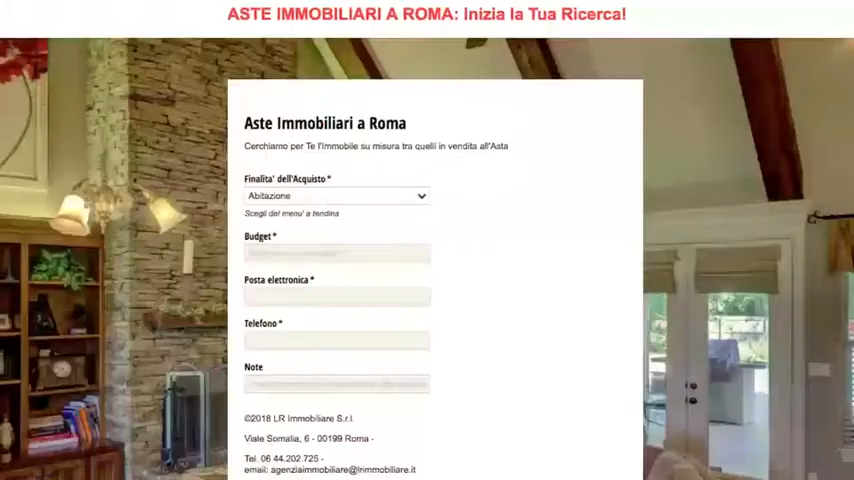 ASTE IMMOBILIARI A ROMA: Inizia la Tua Ricerca!
Aste Immobiliari a Roma
Cerchiamo per Te l'Immobile su misura tra quelli in vendita all'Asta
Finalita' dell'Acquisto *
Abitazione
Scegli del menu' a tendina
Budget *
Posta elettronica *
Telefono *
Note
©2018 LR Immobiliare S.r.l.
Viale Somalia, 6 - 00199 Roma -
Tel. 06 44.202.725 -
email: agenziaimmobiliare@lrimmobiliare.it